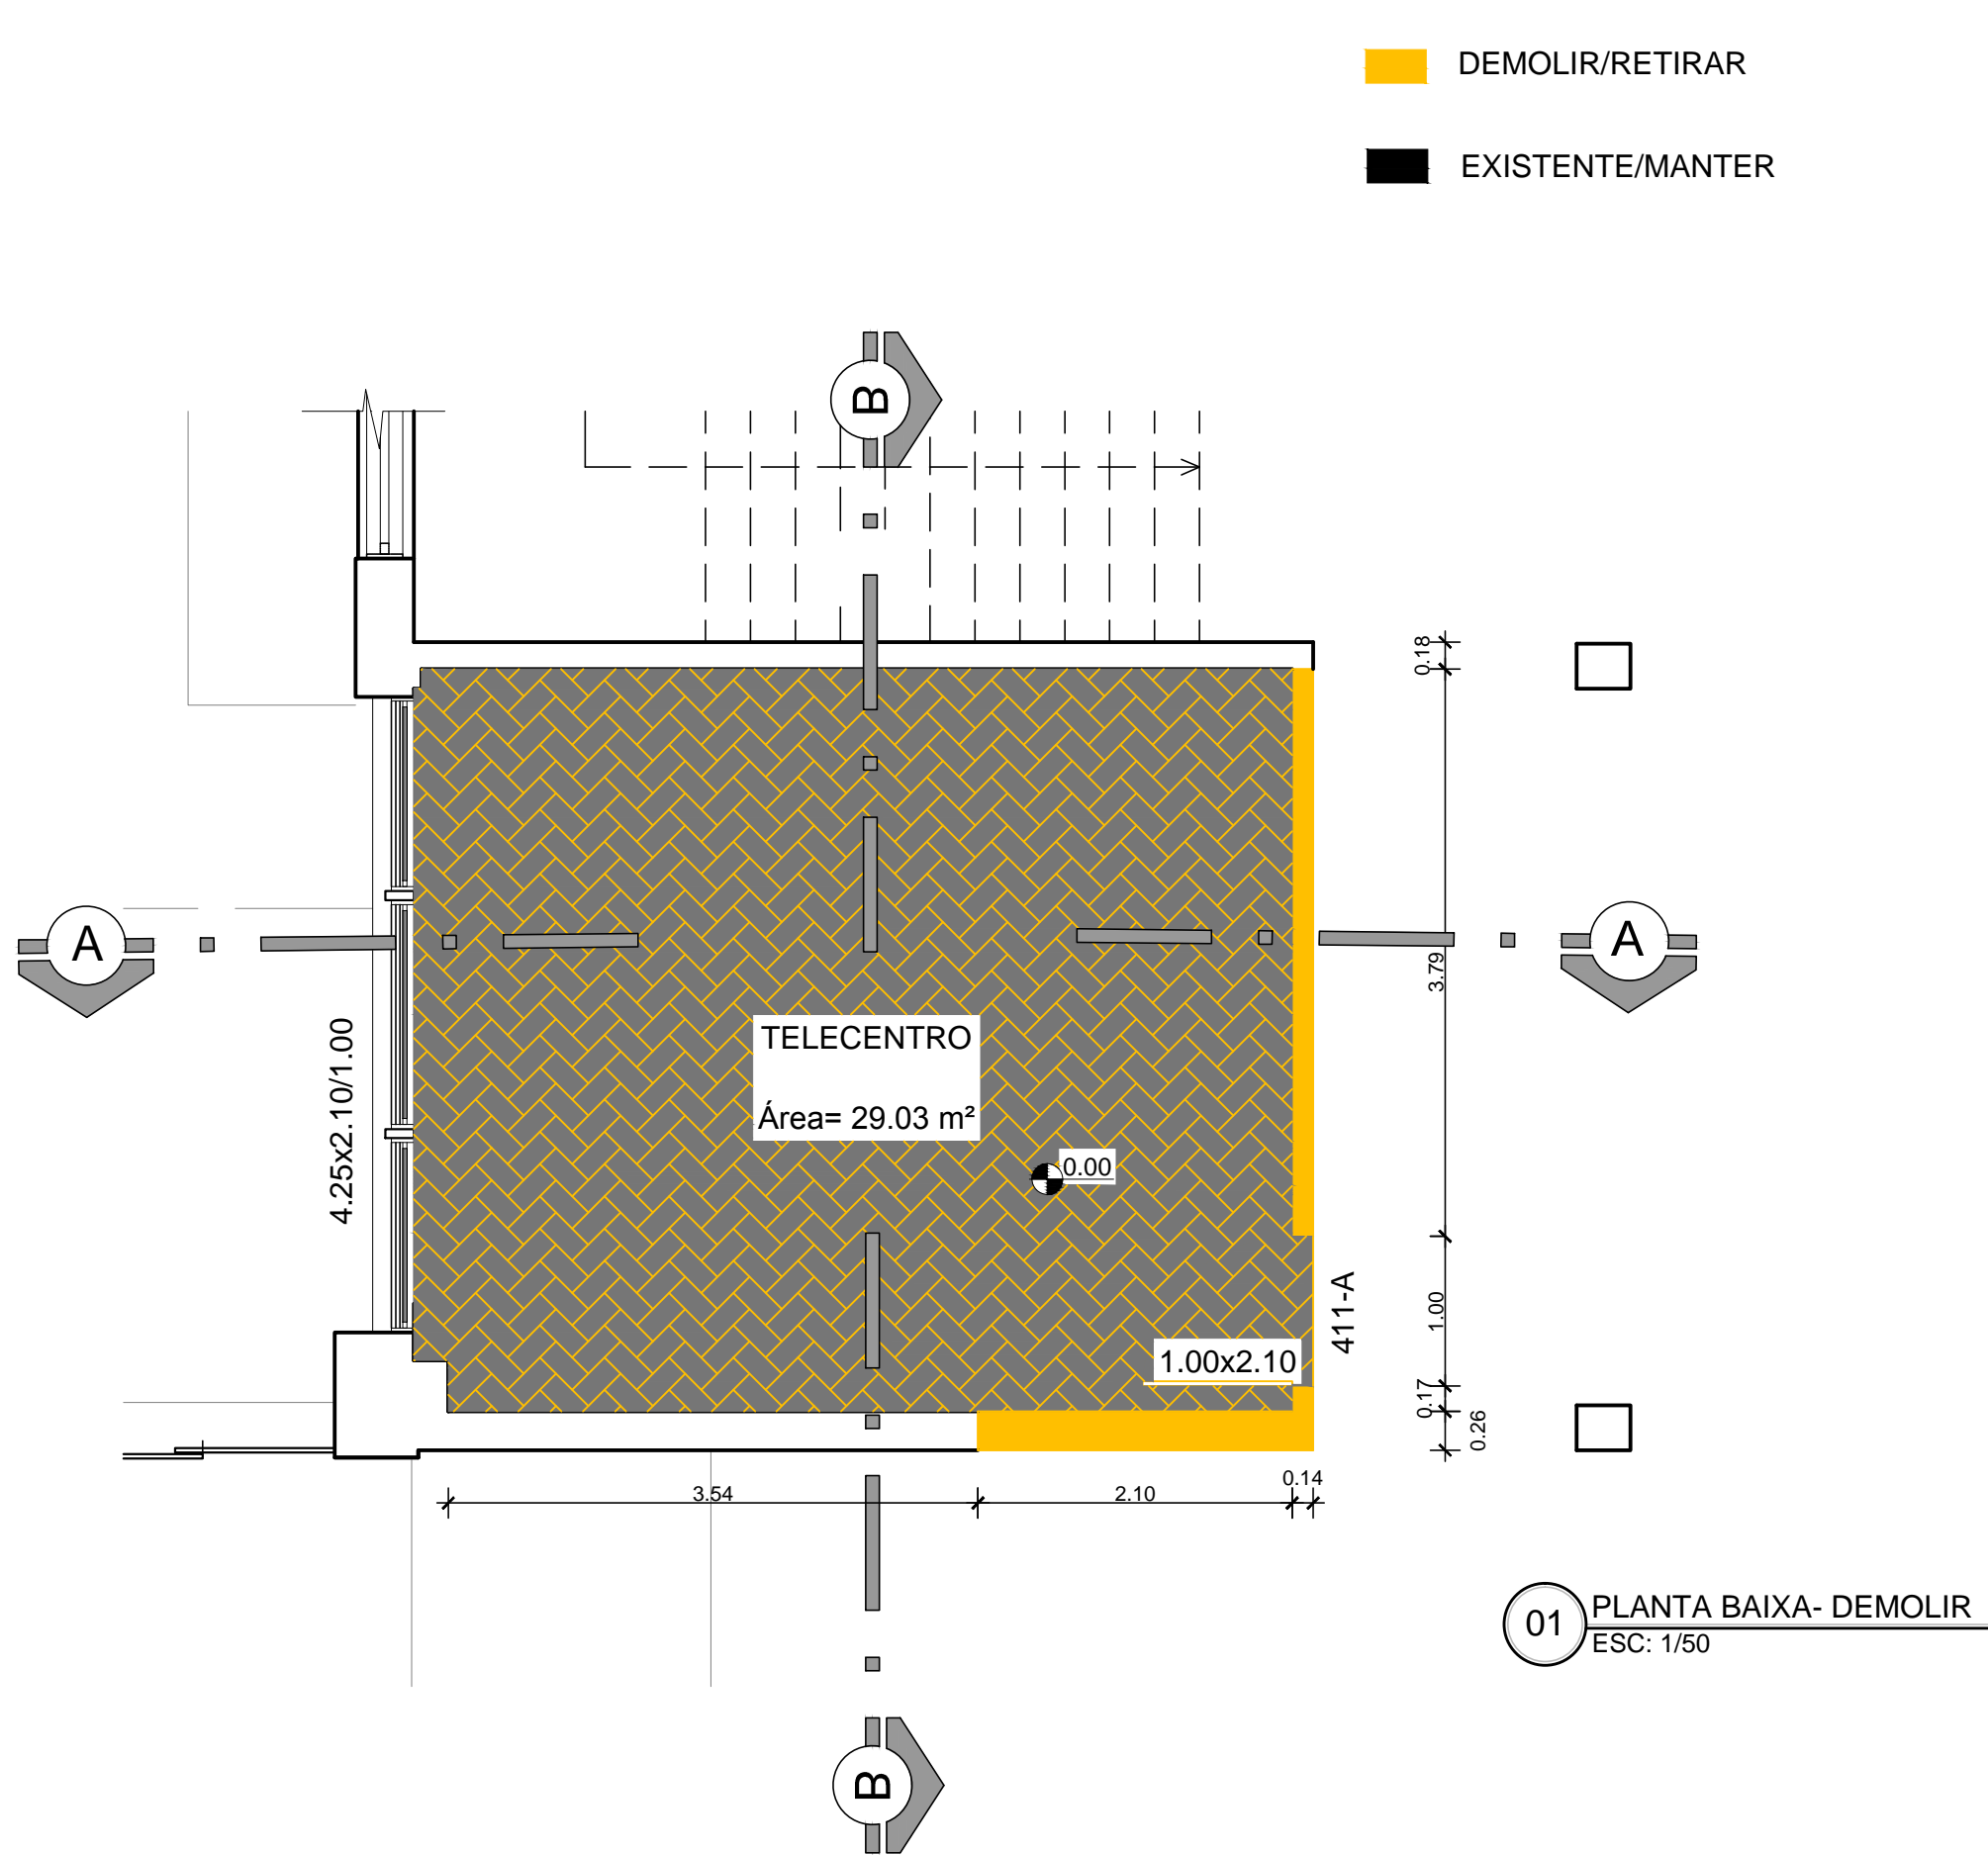 DEMOLIR/RETIRAR
EXISTENTE/MANTER
B
0.18
A
A
3.79
4.25x2.10/1.00
TELECENTRO
Área= 29.03 m²
0.00
1.00
411-A
1.00x2.10
0.17
0.26
3.54
2.10
0.14
01
PLANTA BAIXA- DEMOLIR
ESC: 1/50
B